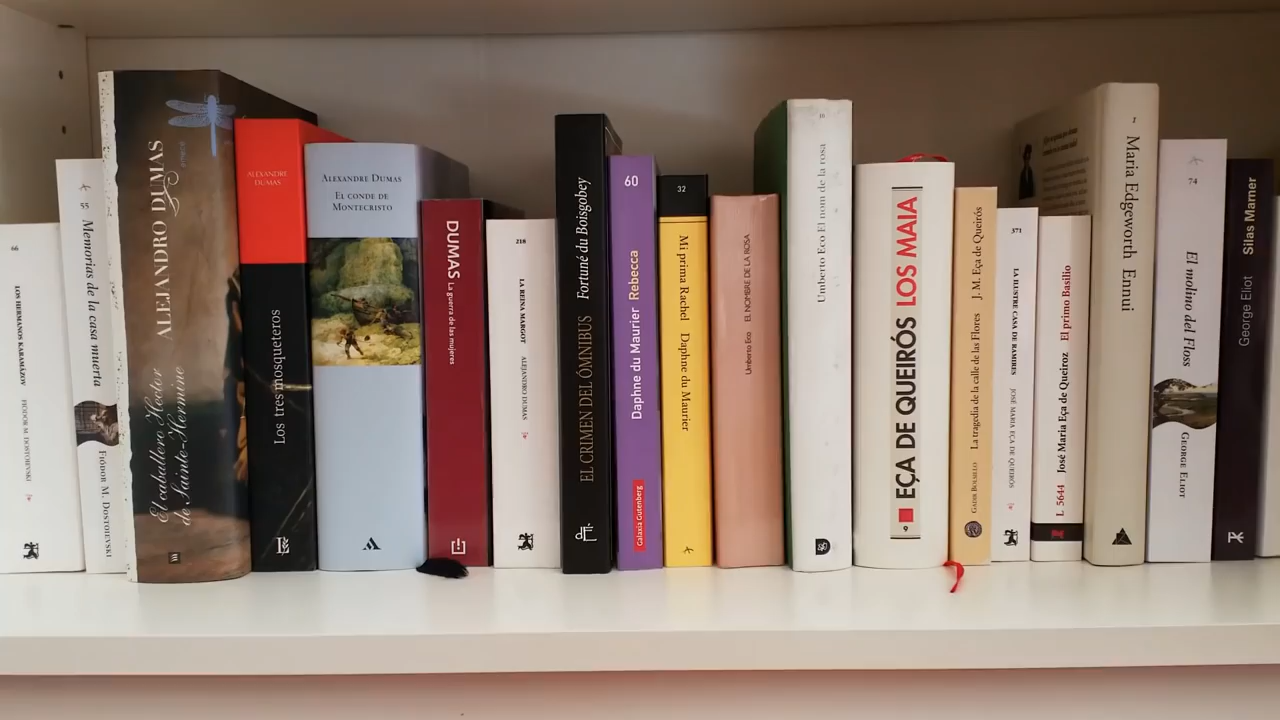 66
LOS HERMANOS KARAMÁZOV
FIÓDOR M. DOSTOIEVSKI
55
Memorias de la casa muerta
FIÓDOR M. DOSTOIEVSKI
ALEJANDRO DUMAS
El caballero Héctor
de Sainte-Hermine
ALEXANDRE
DUMAS
Los tres mosqueteros
ALEXANDRE DUMAS
EL CONDE DE
MONTECRISTO
DUMAS La guerra de las mujeres
218
LA REINA MARGOT
ALEJANDRO DUMAS
EL CRIMEN DEL ÓMNIBUS Fortuné du Boisgobey
dÉ
60
Daphne du Maurier Rebecca
Galaxia Gutenberg
32
Mi prima Rachel Daphne du Maurier
Umberto Eco EL NOMBRE DE LA ROSA
10
Umberto Eco El nombre de la rosa
EÇA DE QUEIRÓS LOS MAIA
GADIR BOLSILLO La tragedia de la calle de las Flores J. M. Eça de Queirós
371
LA ILUSTRE CASA DE RAMIRES
JOSÉ MARIA EÇA DE QUEIRÓS
L 5644 José Maria Eça de Queiroz El primo Basilio
2
Maria Edgeworth Ennui
74
El molino del Floss
GEORGE ELIOT
George Eliot Silas Marner